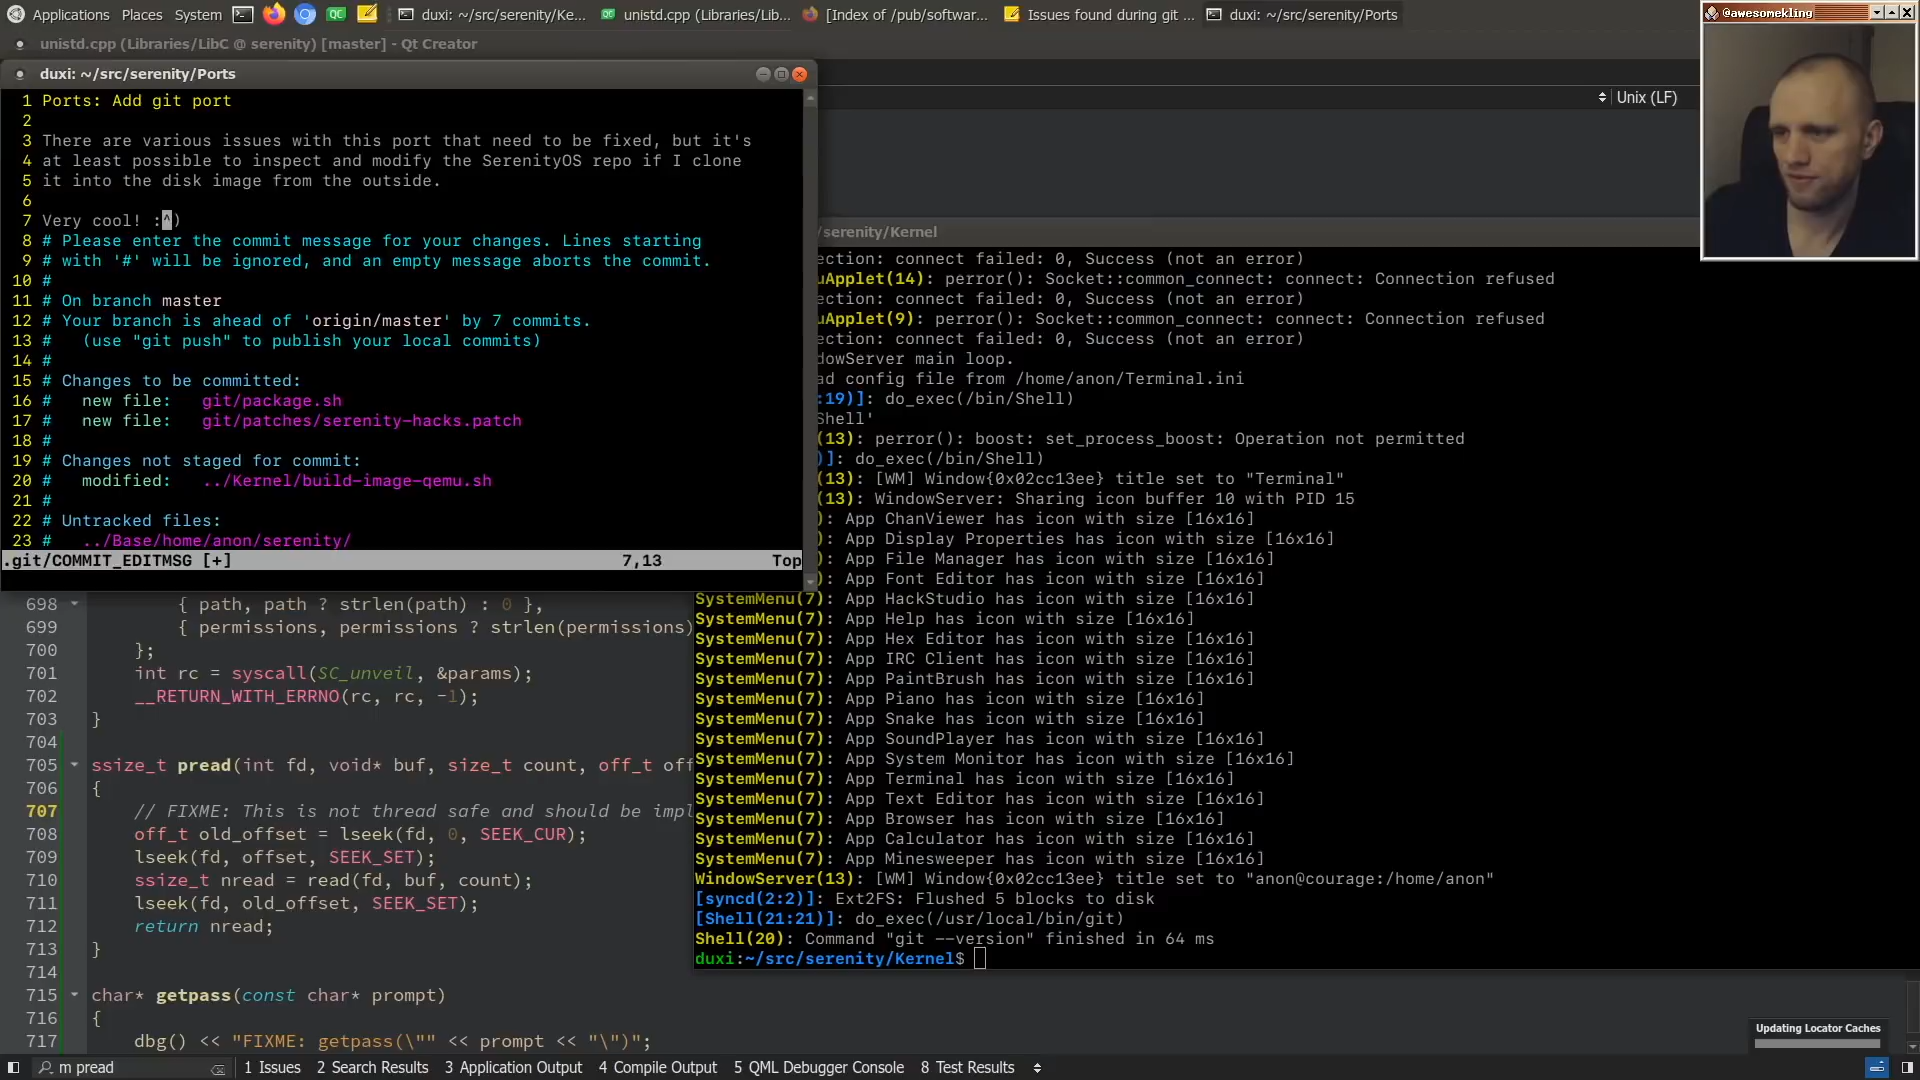 Applications Places System duxi: ~/src/serenity/Ke... unistd.cpp (Libraries/Lib... [Index of /pub/softwar... Issues found during git ... duxi: ~/src/serenity/Ports
@awesomekling
unistd.cpp (Libraries/LibC @ serenity) [master] - Qt Creator
duxi: ~/src/serenity/Ports
Unix (LF)
1 Ports: Add git port
2
3 There are various issues with this port that need to be fixed, but it's
4 at least possible to inspect and modify the SerenityOS repo if I clone
5 it into the disk image from the outside.
6
7 Very cool! :^)
8 # Please enter the commit message for your changes. Lines starting
9 # with '#' will be ignored, and an empty message aborts the commit.
10 #
11 # On branch master
12 # Your branch is ahead of 'origin/master' by 7 commits.
13 #   (use "git push" to publish your local commits)
14 #
15 # Changes to be committed:
16 #   new file:   git/package.sh
17 #   new file:   git/patches/serenity-hacks.patch
18 #
19 # Changes not staged for commit:
20 #   modified:   ../Kernel/build-image-qemu.sh
21 #
22 # Untracked files:
23 #   ../Base/home/anon/serenity/
.git/COMMIT_EDITMSG [+] 7,13 Top
/serenity/Kernel
ection: connect failed: 0, Success (not an error)
uApplet(14): perror(): Socket::common_connect: connect: Connection refused
ection: connect failed: 0, Success (not an error)
uApplet(9): perror(): Socket::common_connect: connect: Connection refused
ection: connect failed: 0, Success (not an error)
dowServer main loop.
ad config file from /home/anon/Terminal.ini
:19)]: do_exec(/bin/Shell)
Shell'
(13): perror(): boost: set_process_boost: Operation not permitted
)]: do_exec(/bin/Shell)
(13): [WM] Window{0x02cc13ee} title set to "Terminal"
(13): WindowServer: Sharing icon buffer 10 with PID 15
): App ChanViewer has icon with size [16x16]
): App Display Properties has icon with size [16x16]
): App File Manager has icon with size [16x16]
): App Font Editor has icon with size [16x16]
SystemMenu(7): App HackStudio has icon with size [16x16]
SystemMenu(7): App Help has icon with size [16x16]
SystemMenu(7): App Hex Editor has icon with size [16x16]
SystemMenu(7): App IRC Client has icon with size [16x16]
SystemMenu(7): App PaintBrush has icon with size [16x16]
SystemMenu(7): App Piano has icon with size [16x16]
SystemMenu(7): App Snake has icon with size [16x16]
SystemMenu(7): App SoundPlayer has icon with size [16x16]
SystemMenu(7): App System Monitor has icon with size [16x16]
SystemMenu(7): App Terminal has icon with size [16x16]
SystemMenu(7): App Text Editor has icon with size [16x16]
SystemMenu(7): App Browser has icon with size [16x16]
SystemMenu(7): App Calculator has icon with size [16x16]
SystemMenu(7): App Minesweeper has icon with size [16x16]
WindowServer(13): [WM] Window{0x02cc13ee} title set to "anon@courage:/home/anon"
[syncd(2:2)]: Ext2FS: Flushed 5 blocks to disk
[Shell(21:21)]: do_exec(/usr/local/bin/git)
Shell(20): Command "git --version" finished in 64 ms
duxi:~/src/serenity/Kernel$
698 { path, path ? strlen(path) : 0 },
699 { permissions, permissions ? strlen(permissions)
700 };
701 int rc = syscall(SC_unveil, &params);
702 __RETURN_WITH_ERRNO(rc, rc, -1);
703 }
704
705 ssize_t pread(int fd, void* buf, size_t count, off_t off
706 {
707 // FIXME: This is not thread safe and should be impl
708 off_t old_offset = lseek(fd, 0, SEEK_CUR);
709 lseek(fd, offset, SEEK_SET);
710 ssize_t nread = read(fd, buf, count);
711 lseek(fd, old_offset, SEEK_SET);
712 return nread;
713 }
714
715 char* getpass(const char* prompt)
716 {
717 dbg() << "FIXME: getpass(\"" << prompt << "\")";
Updating Locator Caches
m pread 1 Issues 2 Search Results 3 Application Output 4 Compile Output 5 QML Debugger Console 8 Test Results